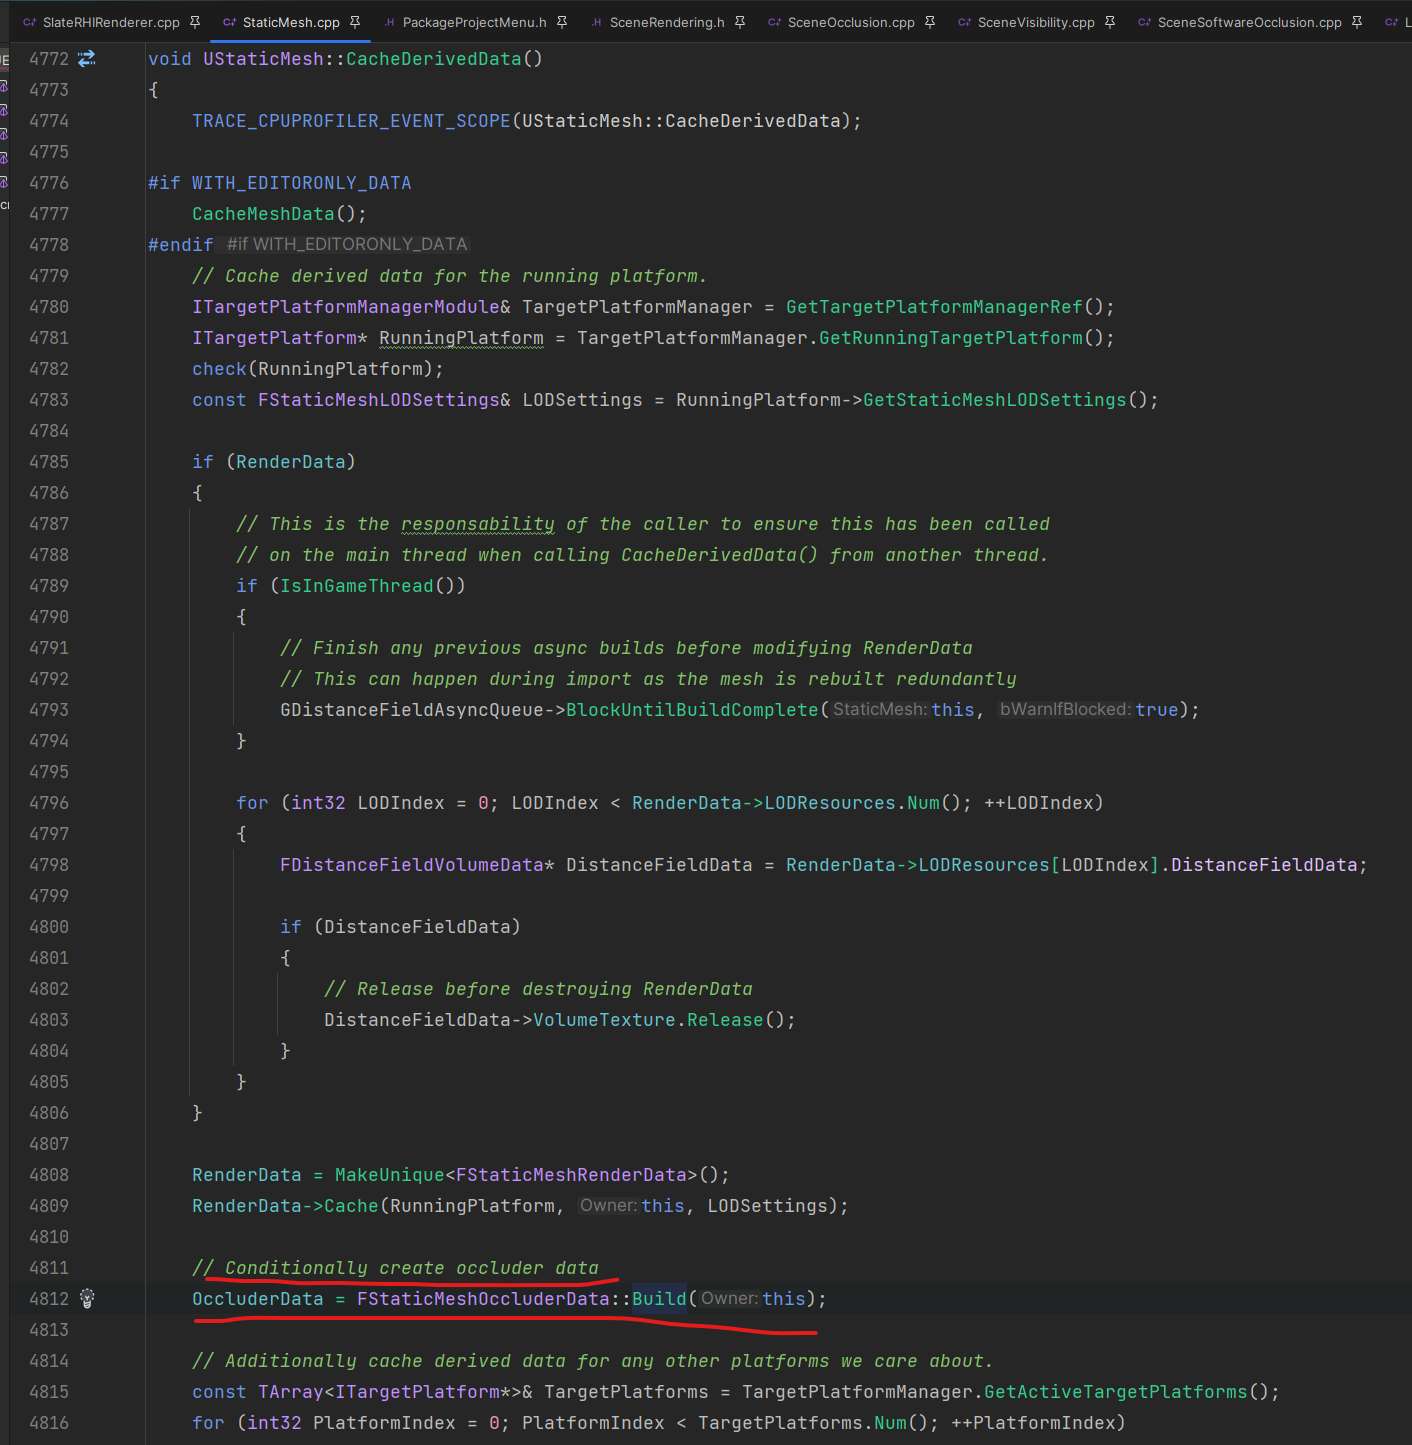 SlateRHIRenderer.cpp StaticMesh.cpp .H PackageProjectMenu.h .H SceneRendering.h SceneOcclusion.cpp SceneVisibility.cpp SceneSoftwareOcclusion.cpp
4772 void UStaticMesh::CacheDerivedData()
4773 {
4774 TRACE_CPUPROFILER_EVENT_SCOPE(UStaticMesh::CacheDerivedData);
4775
4776 #if WITH_EDITORONLY_DATA
4777 CacheMeshData();
4778 #endif #if WITH_EDITORONLY_DATA
4779 // Cache derived data for the running platform.
4780 ITargetPlatformManagerModule& TargetPlatformManager = GetTargetPlatformManagerRef();
4781 ITargetPlatform* RunningPlatform = TargetPlatformManager.GetRunningTargetPlatform();
4782 check(RunningPlatform);
4783 const FStaticMeshLODSettings& LODSettings = RunningPlatform->GetStaticMeshLODSettings();
4784
4785 if (RenderData)
4786 {
4787 // This is the responsability of the caller to ensure this has been called
4788 // on the main thread when calling CacheDerivedData() from another thread.
4789 if (IsInGameThread())
4790 {
4791 // Finish any previous async builds before modifying RenderData
4792 // This can happen during import as the mesh is rebuilt redundantly
4793 GDistanceFieldAsyncQueue->BlockUntilBuildComplete(StaticMesh: this, bWarnIfBlocked: true);
4794 }
4795
4796 for (int32 LODIndex = 0; LODIndex < RenderData->LODResources.Num(); ++LODIndex)
4797 {
4798 FDistanceFieldVolumeData* DistanceFieldData = RenderData->LODResources[LODIndex].DistanceFieldData;
4799
4800 if (DistanceFieldData)
4801 {
4802 // Release before destroying RenderData
4803 DistanceFieldData->VolumeTexture.Release();
4804 }
4805 }
4806 }
4807
4808 RenderData = MakeUnique<FStaticMeshRenderData>();
4809 RenderData->Cache(RunningPlatform, Owner: this, LODSettings);
4810
4811 // Conditionally create occluder data
4812 OccluderData = FStaticMeshOccluderData::Build(Owner: this);
4813
4814 // Additionally cache derived data for any other platforms we care about.
4815 const TArray<ITargetPlatform*>& TargetPlatforms = TargetPlatformManager.GetActiveTargetPlatforms();
4816 for (int32 PlatformIndex = 0; PlatformIndex < TargetPlatforms.Num(); ++PlatformIndex)